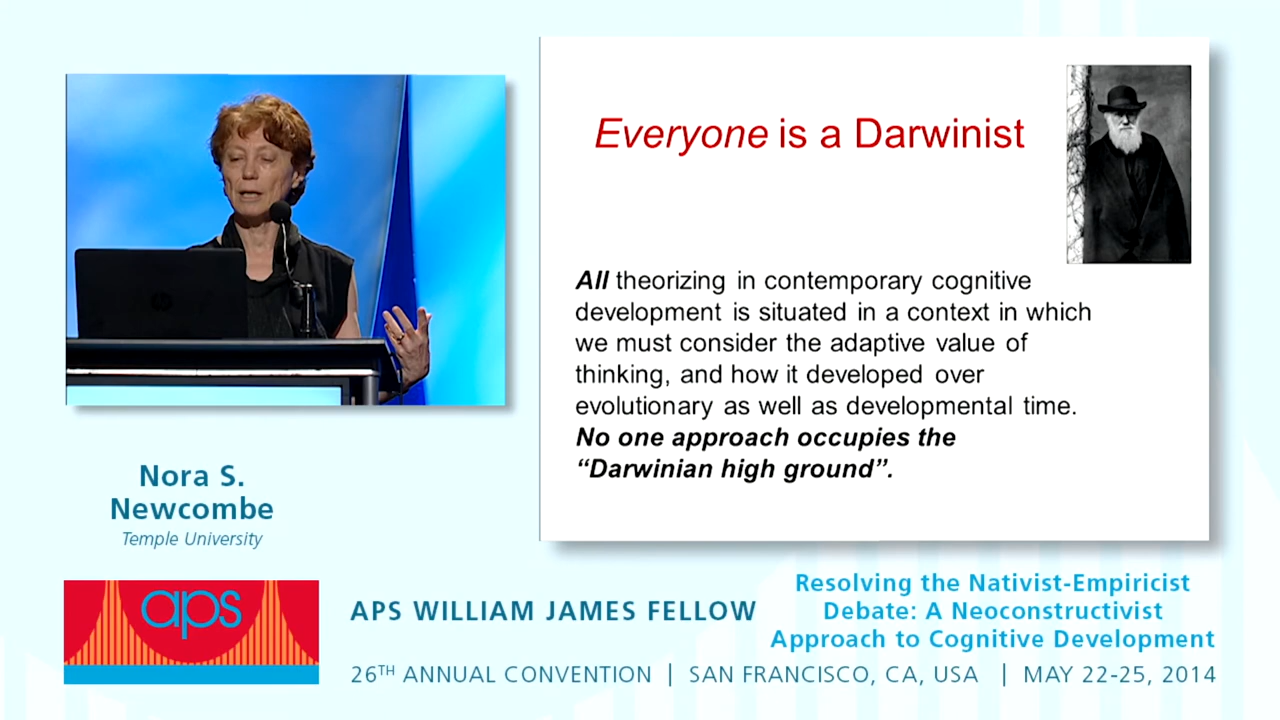 Everyone is a Darwinist
All theorizing in contemporary cognitive
development is situated in a context in which
we must consider the adaptive value of
thinking, and how it developed over
evolutionary as well as developmental time.
No one approach occupies the
“Darwinian high ground”.
Nora S.
Newcombe
Temple University
aps
APS WILLIAM JAMES FELLOW
Resolving the Nativist-Empiricist
Debate: A Neoconstructivist
Approach to Cognitive Development
26TH ANNUAL CONVENTION | SAN FRANCISCO, CA, USA | MAY 22-25, 2014